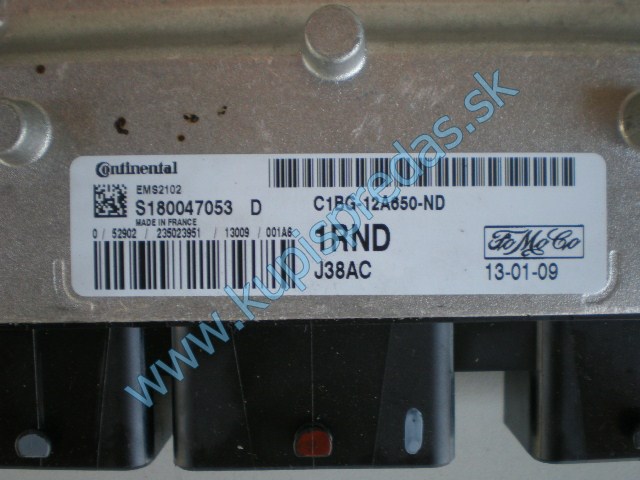 Continental
EMS2102
S180047053 D
MADE IN FRANCE
0 / 52902 / 235023951 / 13009 / 001A6
C1BG-12A650-ND
1RND
J38AC
FoMoCo
13-01-09
www.kupispredas.sk